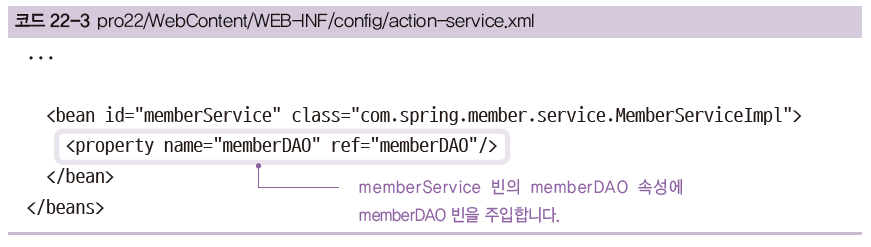 코드 22-3 pro22/WebContent/WEB-INF/config/action-service.xml
...
<bean id="memberService" class="com.spring.member.service.MemberServiceImpl">
<property name="memberDAO" ref="memberDAO"/>
</bean>
memberService 빈의 memberDAO 속성에
</beans>
memberDAO 빈을 주입합니다.